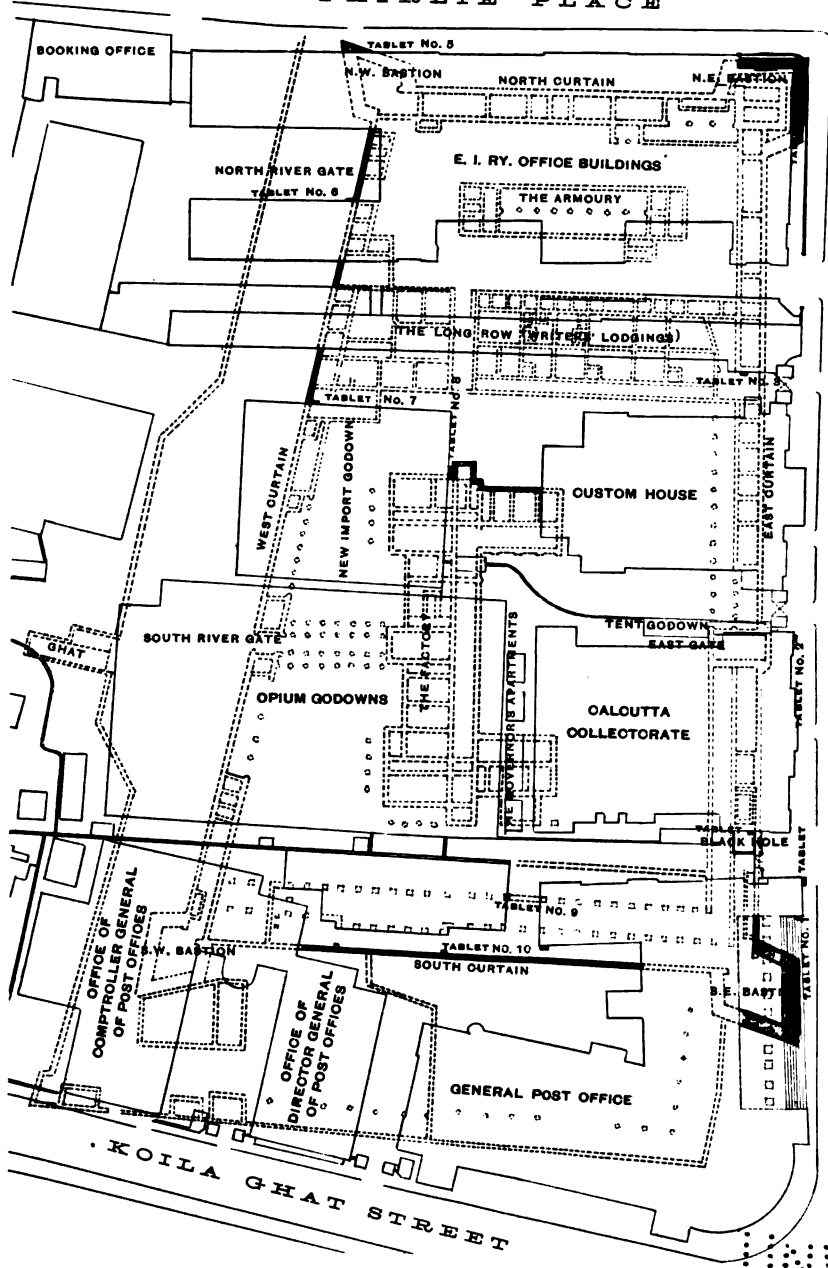 PLACE
BOOKING OFFICE
TABLET No. 5
N.W. BASTION
NORTH CURTAIN
N.E. BASTION
NORTH RIVER GATE
TABLET No. 6
E. I. RY. OFFICE BUILDINGS
THE ARMOURY
THE LONG ROW (WRITERS' LODGINGS)
TABLET No. 3
TABLET No. 7
TABLET No. 8
WEST CURTAIN
NEW IMPORT GODOWN
CUSTOM HOUSE
EAST CURTAIN
TENT GODOWN
EAST GATE
SOUTH RIVER GATE
GHAT
OPIUM GODOWNS
THE FACTORY
THE GOVERNOR'S APARTMENTS
CALCUTTA
COLLECTORATE
TABLET No. 2
TABLET
BLACK HOLE
TABLET
TABLET No. 9
TABLET No. 10
SOUTH CURTAIN
S.W. BASTION
S.E. BASTI
TABLET No. 1
OFFICE OF
COMPTROLLER GENERAL
OF POST OFFICES
OFFICE OF
DIRECTOR GENERAL
OF POST OFFICES
GENERAL POST OFFICE
KOILA GHAT STREET